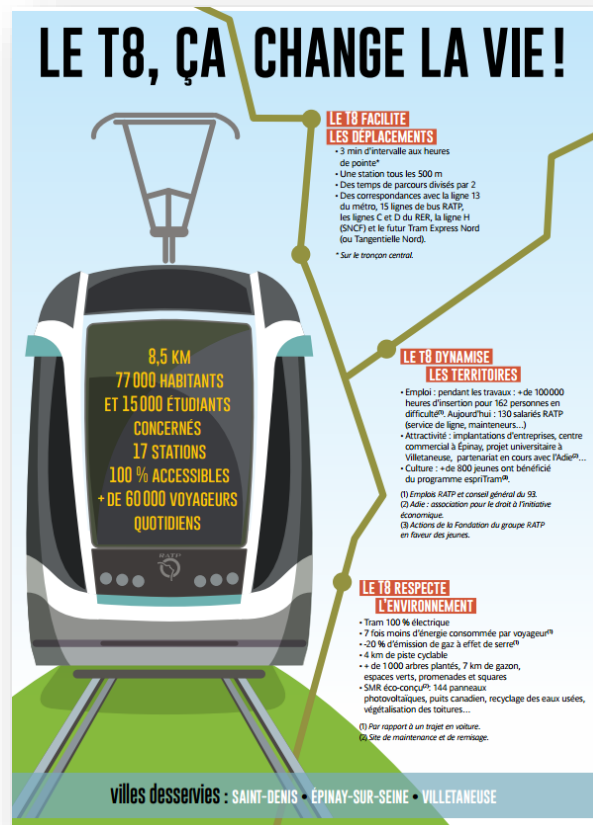 LE T8, ÇA CHANGE LA VIE !
LE T8 FACILITE
LES DÉPLACEMENTS
• 3 min d'intervalle aux heures
de pointe*
• Une station tous les 500 m
• Des temps de parcours divisés par 2
• Des correspondances avec la ligne 13
du métro, 15 lignes de bus RATP,
les lignes C et D du RER, la ligne H
(SNCF) et le futur Tram Express Nord
(ou Tangentielle Nord).
* Sur le tronçon central.
8,5 KM
77 000 HABITANTS
ET 15 000 ÉTUDIANTS
CONCERNÉS
17 STATIONS
100 % ACCESSIBLES
+ DE 60 000 VOYAGEURS
QUOTIDIENS
RATP
LE T8 DYNAMISE
LES TERRITOIRES
• Emploi : pendant les travaux : + de 100 000
heures d'insertion pour 162 personnes en
difficulté(1). Aujourd'hui : 130 salariés RATP
(service de ligne, mainteneurs...)
• Attractivité : implantations d'entreprises, centre
commercial à Épinay, projet universitaire à
Villetaneuse, partenariat en cours avec l'Adie(2)...
• Culture : + de 800 jeunes ont bénéficié
du programme espriTram(3).
(1) Emplois RATP et conseil général du 93.
(2) Adie : association pour le droit à l'initiative
économique.
(3) Actions de la Fondation du groupe RATP
en faveur des jeunes.
LE T8 RESPECTE
L'ENVIRONNEMENT
• Tram 100 % électrique
• 7 fois moins d'énergie consommée par voyageur(1)
• -20 % d'émission de gaz à effet de serre(1)
• 4 km de piste cyclable
• + de 1 000 arbres plantés, 7 km de gazon,
espaces verts, promenades et squares
• SMR éco-conçu(2): 144 panneaux
photovoltaïques, puits canadien, recyclage des eaux usées,
végétalisation des toitures...
(1) Par rapport à un trajet en voiture.
(2) Site de maintenance et de remisage.
villes desservies : SAINT-DENIS • ÉPINAY-SUR-SEINE • VILLETANEUSE